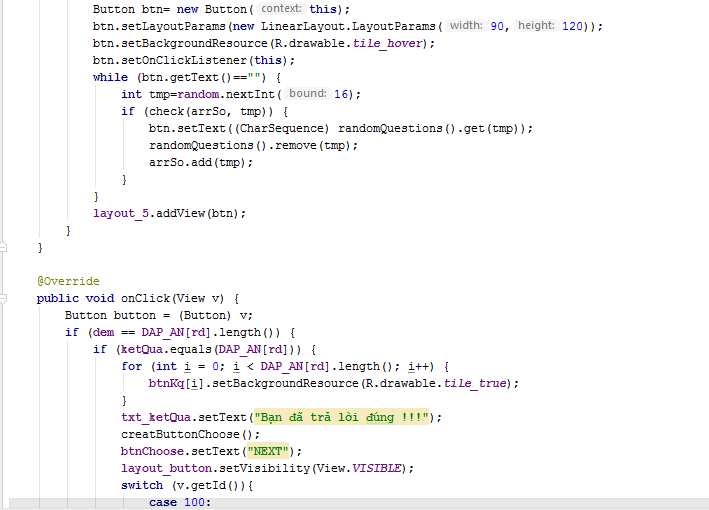 Button btn= new Button( context: this);
btn.setLayoutParams(new LinearLayout.LayoutParams( width: 90, height: 120));
btn.setBackgroundResource(R.drawable.tile_hover);
btn.setOnClickListener(this);
while (btn.getText()=="") {
int tmp=random.nextInt( bound: 16);
if (check(arrSo, tmp)) {
btn.setText((CharSequence) randomQuestions().get(tmp));
randomQuestions().remove(tmp);
arrSo.add(tmp);
}
}
layout_5.addView(btn);
}
}
@Override
public void onClick(View v) {
Button button = (Button) v;
if (dem == DAP_AN[rd].length()) {
if (ketQua.equals(DAP_AN[rd])) {
for (int i = 0; i < DAP_AN[rd].length(); i++) {
btnKq[i].setBackgroundResource(R.drawable.tile_true);
}
txt_ketQua.setText("Bạn đã trả lời đúng !!!");
creatButtonChoose();
btnChoose.setText("NEXT");
layout_button.setVisibility(View.VISIBLE);
switch (v.getId()){
case 100: